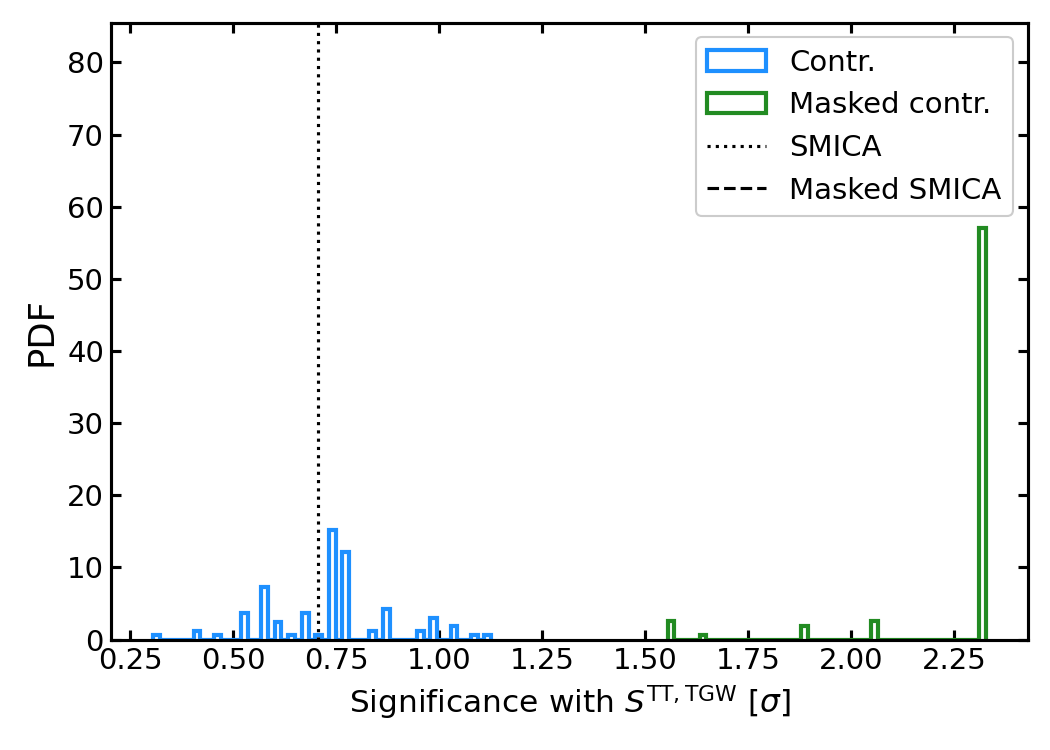 80
70
60
50
40
30
20
10
0
PDF
Contr.
Masked contr.
SMICA
Masked SMICA
0.25 0.50 0.75 1.00 1.25 1.50 1.75 2.00 2.25
Significance with S^{TT, TGW} [σ]